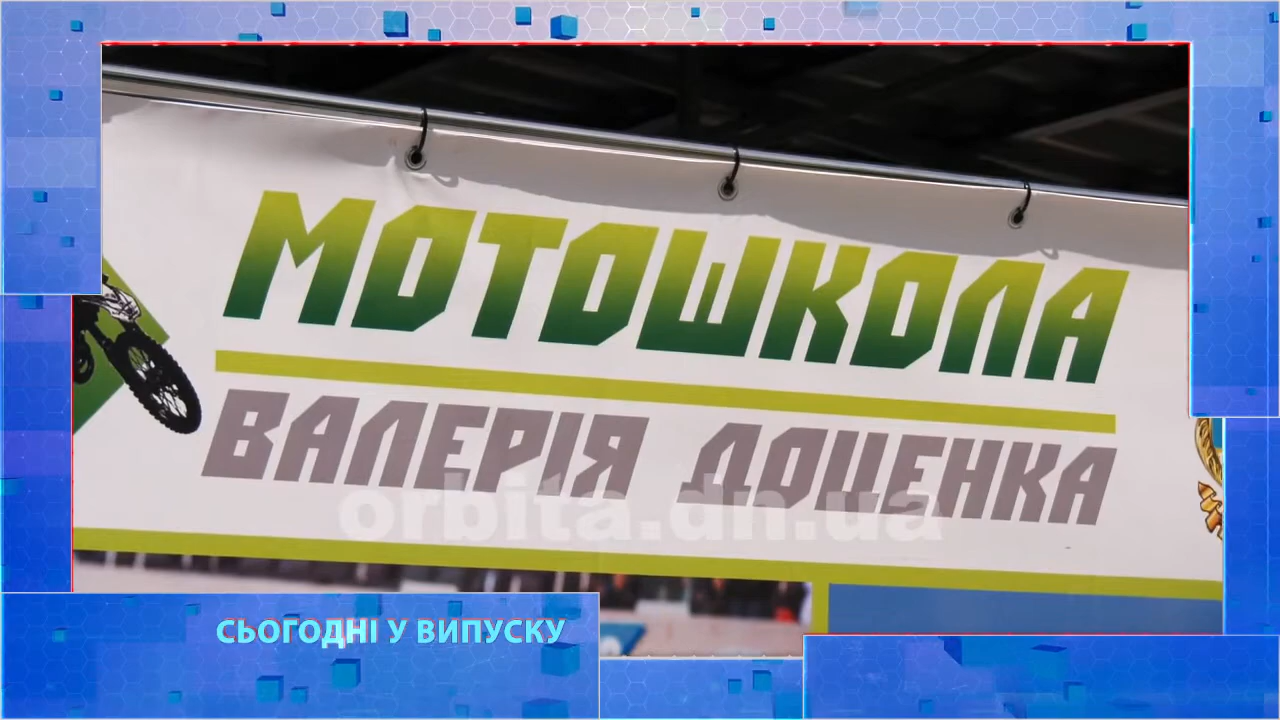 МОТОШКОЛА
ВАЛЕРІЯ ДОЦЕНКА
orbita.dn.ua
СЬОГОДНІ У ВИПУСКУ